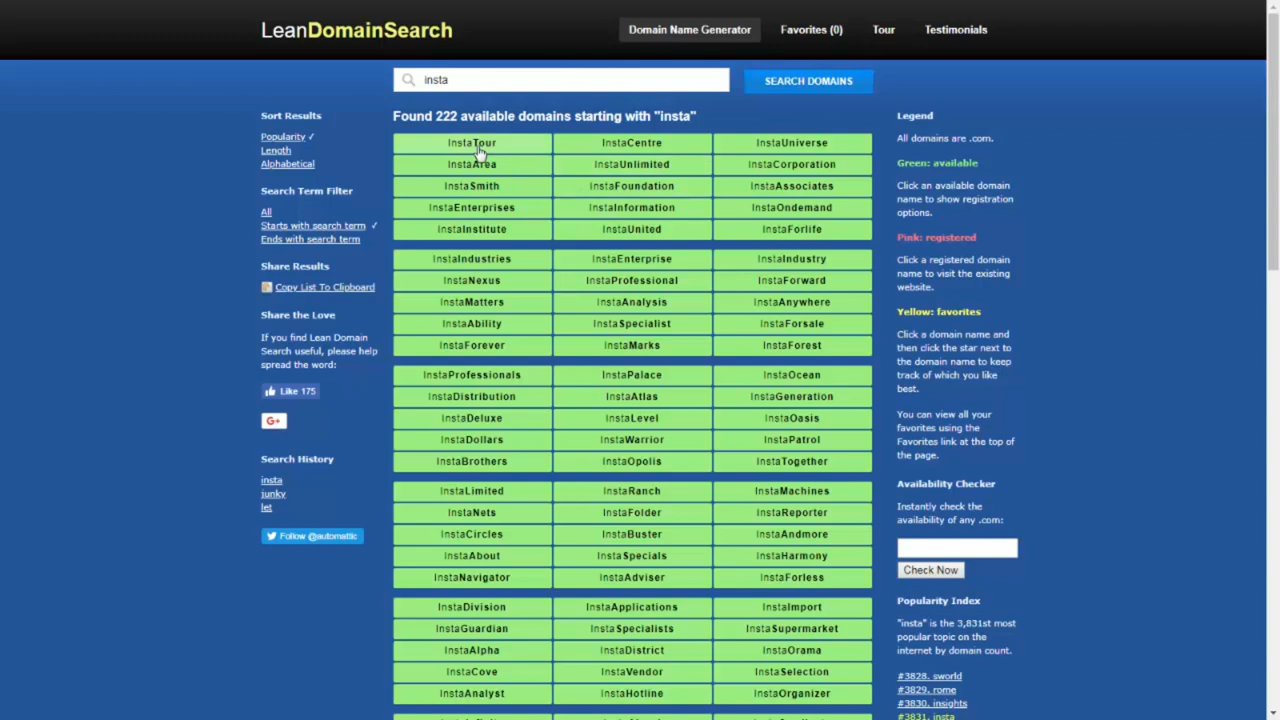 LeanDomainSearch
Domain Name Generator
Favorites (0)
Tour
Testimonials
insta
SEARCH DOMAINS
Sort Results
Popularity ✓
Length
Alphabetical
Search Term Filter
All
Starts with search term ✓
Ends with search term
Share Results
Copy List To Clipboard
Share the Love
If you find Lean Domain
Search useful, please help
spread the word:
Like 175
G+
Search History
insta
junky
let
Follow @automattic
Found 222 available domains starting with "insta"
InstaTour InstaCentre InstaUniverse
InstaArea InstaUnlimited InstaCorporation
InstaSmith InstaFoundation InstaAssociates
InstaEnterprises InstaInformation InstaOndemand
InstaInstitute InstaUnited InstaForlife
InstaIndustries InstaEnterprise InstaIndustry
InstaNexus InstaProfessional InstaForward
InstaMatters InstaAnalysis InstaAnywhere
InstaAbility InstaSpecialist InstaForsale
InstaForever InstaMarks InstaForest
InstaProfessionals InstaPalace InstaOcean
InstaDistribution InstaAtlas InstaGeneration
InstaDeluxe InstaLevel InstaOasis
InstaDollars InstaWarrior InstaPatrol
InstaBrothers InstaOpolis InstaTogether
InstaLimited InstaRanch InstaMachines
InstaNets InstaFolder InstaReporter
InstaCircles InstaBuster InstaAndmore
InstaAbout InstaSpecials InstaHarmony
InstaNavigator InstaAdviser InstaForless
InstaDivision InstaApplications InstaImport
InstaGuardian InstaSpecialists InstaSupermarket
InstaAlpha InstaDistrict InstaOrama
InstaCove InstaVendor InstaSelection
InstaAnalyst InstaHotline InstaOrganizer
Legend
All domains are .com.
Green: available
Click an available domain
name to show registration
options.
Pink: registered
Click a registered domain
name to visit the existing
website.
Yellow: favorites
Click a domain name and
then click the star next to
the domain name to keep
track of which you like
best.
You can view all your
favorites using the
Favorites link at the top of
the page.
Availability Checker
Instantly check the
availability of any .com:
Check Now
Popularity Index
"insta" is the 3,831st most
popular topic on the
internet by domain count.
#3828. sworld
#3829. rome
#3830. insights
#3831. insta